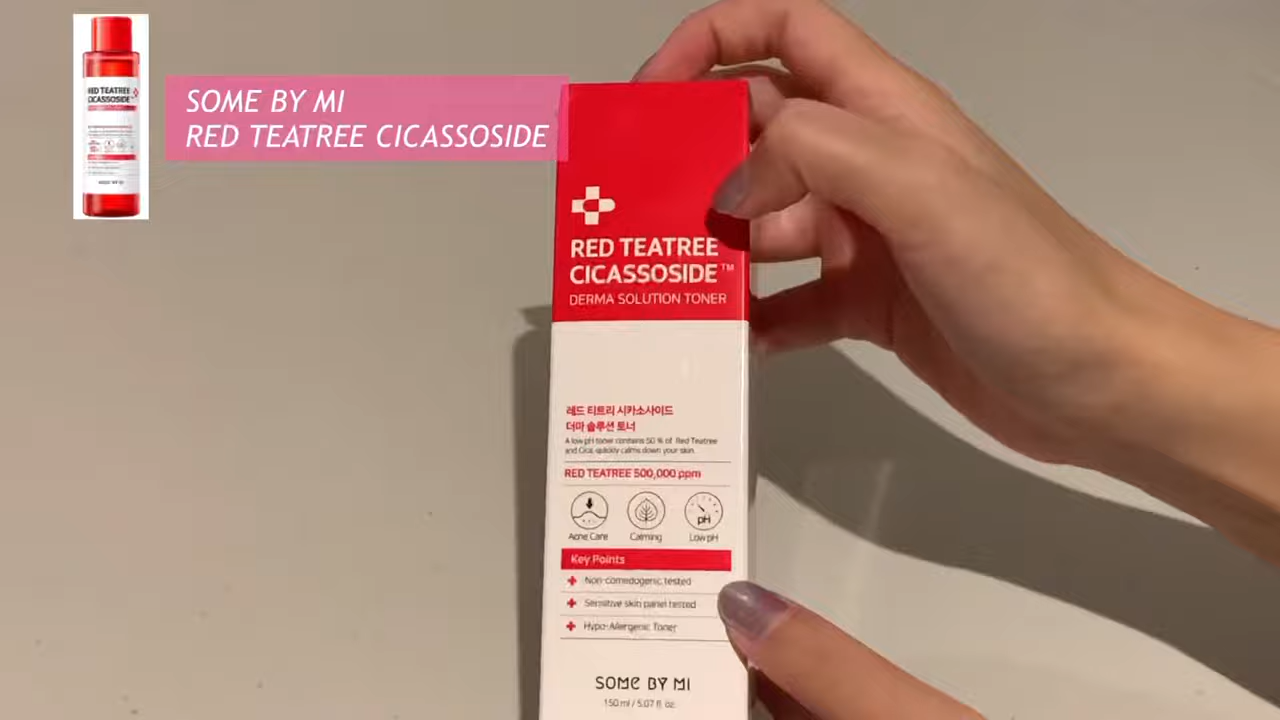 SOME BY MI
RED TEATREE CICASSOSIDE
RED TEATREE
CICASSOSIDE
RED TEATREE
CICASSOSIDE™
DERMA SOLUTION TONER
레드 티트리 시카소사이드
더마 솔루션 토너
A low pH toner contains 50 % of Red Teatree
and Cica, quickly calms down your skin.
RED TEATREE 500,000 ppm
pH
Acne Care Calming Low pH
Key Points
Non-comedogenic tested
Sensitive skin panel tested
Hypo-Allergenic Toner
SOME BY MI
150 ml / 5.07 fl. oz.